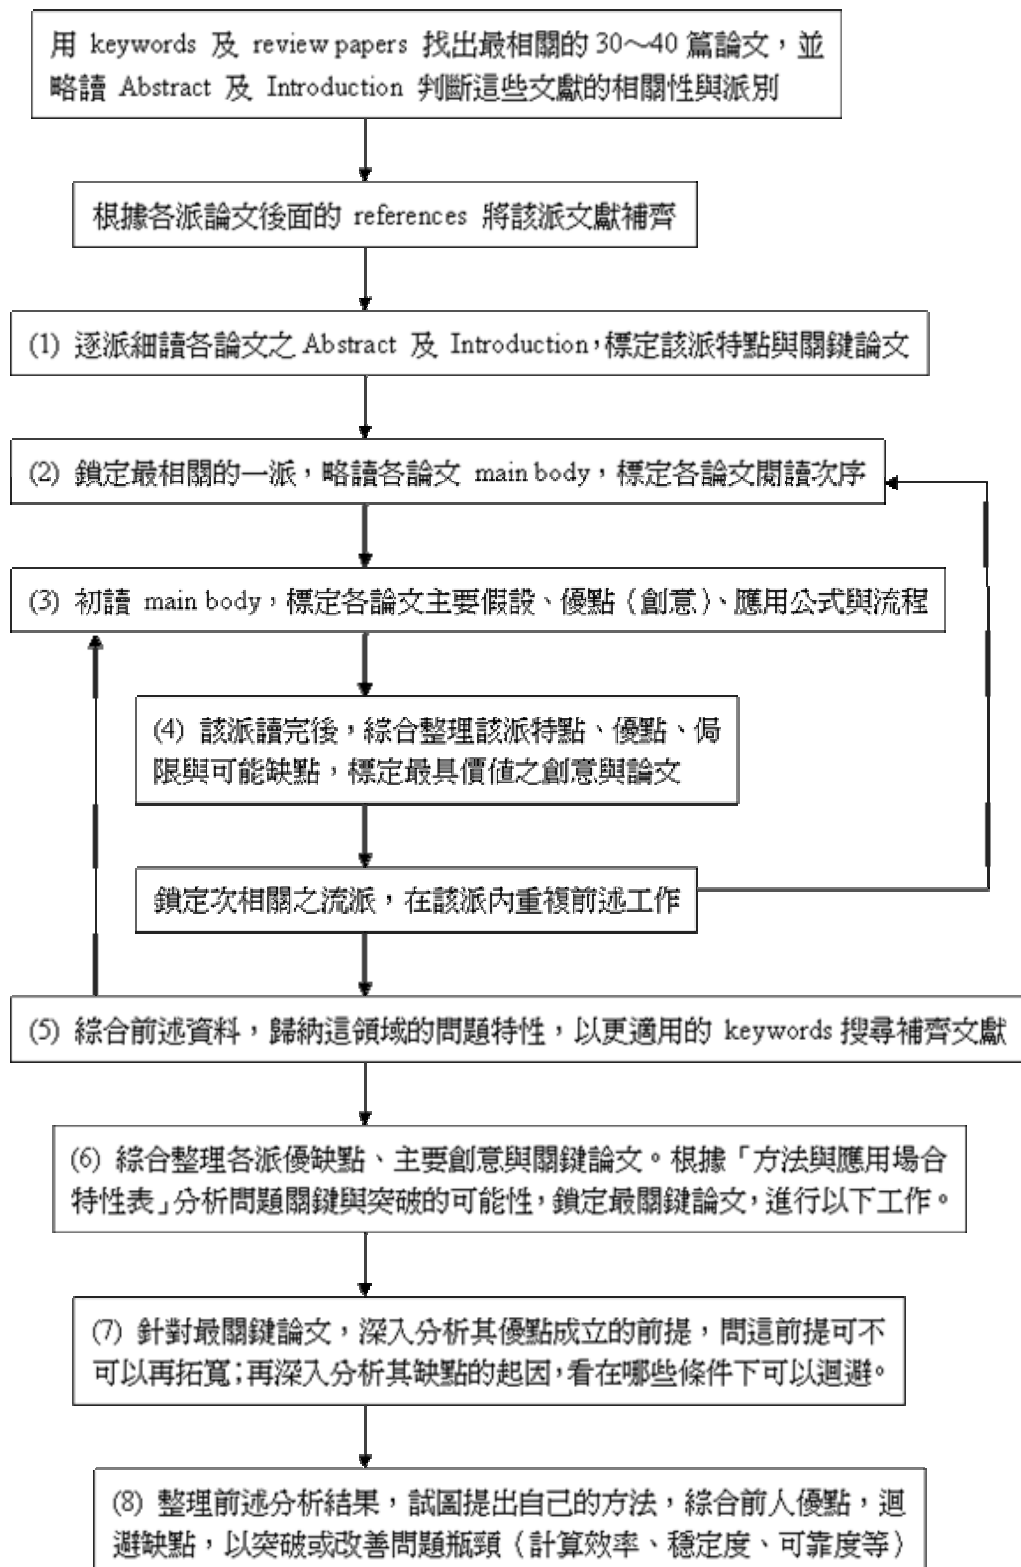 用 keywords 及 review papers 找出最相關的 30～40 篇論文，並
略讀 Abstract 及 Introduction 判斷這些文獻的相關性與派別
根據各派論文後面的 references 將該派文獻補齊
(1) 逐派細讀各論文之 Abstract 及 Introduction，標定該派特點與關鍵論文
(2) 鎖定最相關的一派，略讀各論文 main body，標定各論文閱讀次序
(3) 初讀 main body，標定各論文主要假設、優點（創意）、應用公式與流程
(4) 該派讀完後，綜合整理該派特點、優點、侷
限與可能缺點，標定最具價值之創意與論文
鎖定次相關之流派，在該派內重複前述工作
(5) 綜合前述資料，歸納這領域的問題特性，以更適用的 keywords 搜尋補齊文獻
(6) 綜合整理各派優缺點、主要創意與關鍵論文。根據「方法與應用場合
特性表」分析問題關鍵與突破的可能性，鎖定最關鍵論文，進行以下工作。
(7) 針對最關鍵論文，深入分析其優點成立的前提，問這前提可不
可以再拓寬；再深入分析其缺點的起因，看在哪些條件下可以迴避。
(8) 整理前述分析結果，試圖提出自己的方法，綜合前人優點，迴
避缺點，以突破或改善問題瓶頸（計算效率、穩定度、可靠度等）